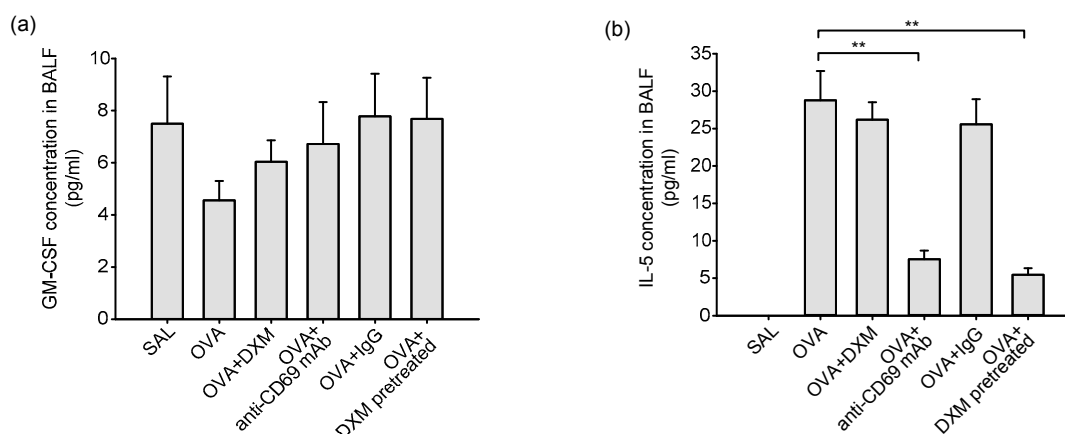 (a)
GM-CSF concentration in BALF
(pg/ml)
10
8
6
4
2
0
SAL
OVA
OVA+DXM
OVA+
anti-CD69 mAb
OVA+IgG
OVA+
DXM pretreated
(b)
IL-5 concentration in BALF
(pg/ml)
35
30
25
20
15
10
5
0
**
**
SAL
OVA
OVA+DXM
OVA+
anti-CD69 mAb
OVA+IgG
OVA+
DXM pretreated